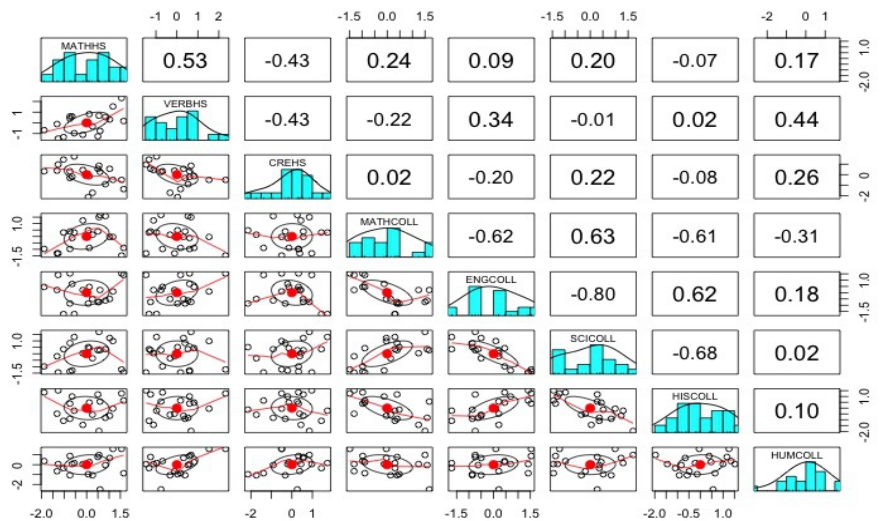 -1 0 1 2 -1.5 0.0 1.5 -1.5 0.0 1.5 -2 0 1
MATHHS 0.53 -0.43 0.24 0.09 0.20 -0.07 0.17 -2.0 1.0
-1 1 VERBHS -0.43 -0.22 0.34 -0.01 0.02 0.44
CREHS 0.02 -0.20 0.22 -0.08 0.26 -2 0
-1.5 1.0 MATHCOLL -0.62 0.63 -0.61 -0.31
ENGCOLL -0.80 0.62 0.18 -1.5 1.0
-1.5 1.0 SCICOLL -0.68 0.02
HISCOLL 0.10 -2.0 1.0
-2 0 HUMCOLL
-2.0 0.0 1.5 -2 0 1 -1.5 0.0 1.5 -2.0 -0.5 1.0